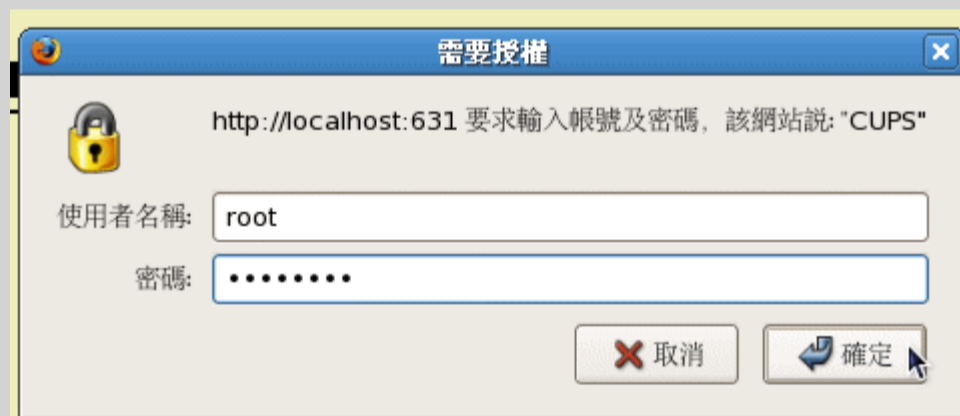 需要授權
http://localhost:631 要求輸入帳號及密碼，該網站說: "CUPS"
使用者名稱: root
密碼: ••••••••
取消 確定